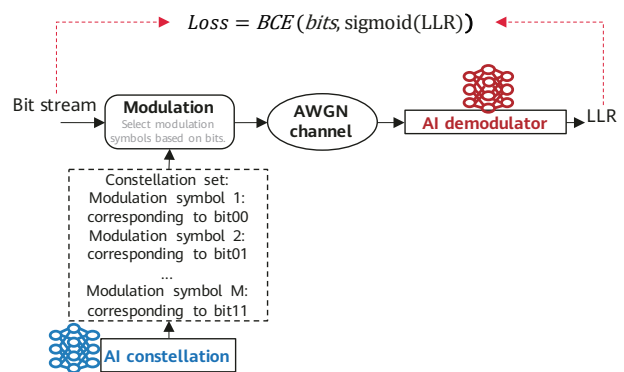 Loss = BCE (bits, sigmoid(LLR))
Bit stream
Modulation
Select modulation
symbols based on bits.
AWGN
channel
AI demodulator
LLR
Constellation set:
Modulation symbol 1:
corresponding to bit00
Modulation symbol 2:
corresponding to bit01
...
Modulation symbol M:
corresponding to bit11
AI constellation